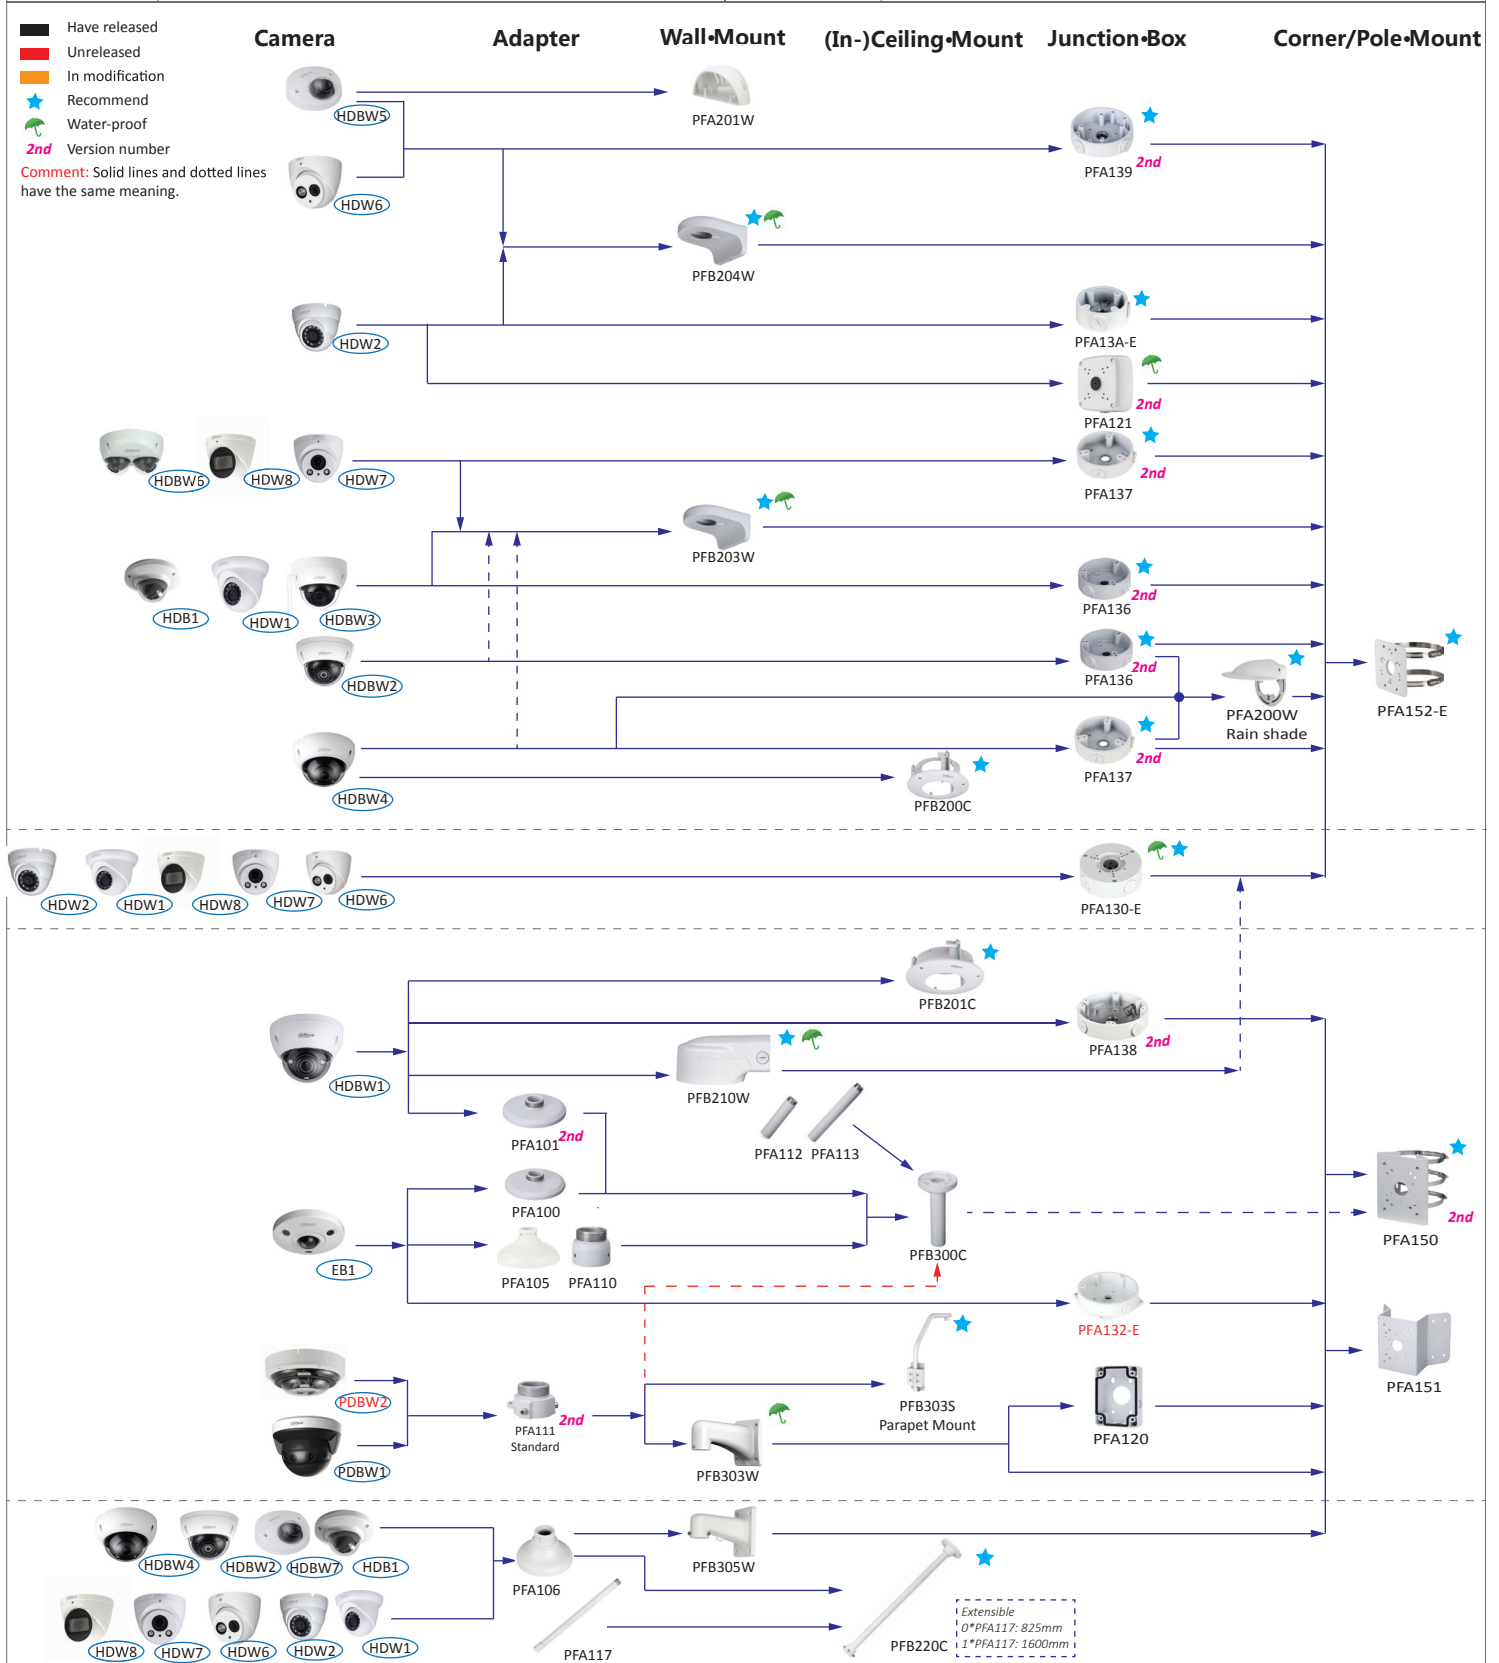 Have released
Unreleased
In modification
Recommend
Water-proof
2nd Version number
Comment: Solid lines and dotted lines
have the same meaning.
Camera
Adapter
Wall•Mount
(In-)Ceiling•Mount
Junction•Box
Corner/Pole•Mount
HDBW5
PFA201W
2nd
PFA139
HDW6
PFB204W
HDW2
PFA13A-E
2nd
PFA121
HDBW6
HDW8
HDW7
2nd
PFA137
PFB203W
HDB1
HDW1
HDBW3
2nd
PFA136
HDBW2
2nd
PFA136
PFA200W
Rain shade
PFA152-E
HDBW4
PFB200C
2nd
PFA137
HDW2
HDW1
HDW8
HDW7
HDW6
PFA130-E
PFB201C
HDBW1
PFA138
2nd
PFB210W
PFA101
2nd
PFA112
PFA113
PFA100
PFB300C
2nd
PFA150
EB1
PFA105
PFA110
PFA132-E
PFA151
PDBW2
PFA111
Standard
2nd
PFB303S
Parapet Mount
PFA120
PDBW1
PFB303W
HDBW4
HDBW2
HDBW7
HDB1
PFA106
PFB305W
HDW8
HDW7
HDW6
HDW2
HDW1
PFA117
PFB220C
Extensible
0*PFA117: 825mm
1*PFA117: 1600mm